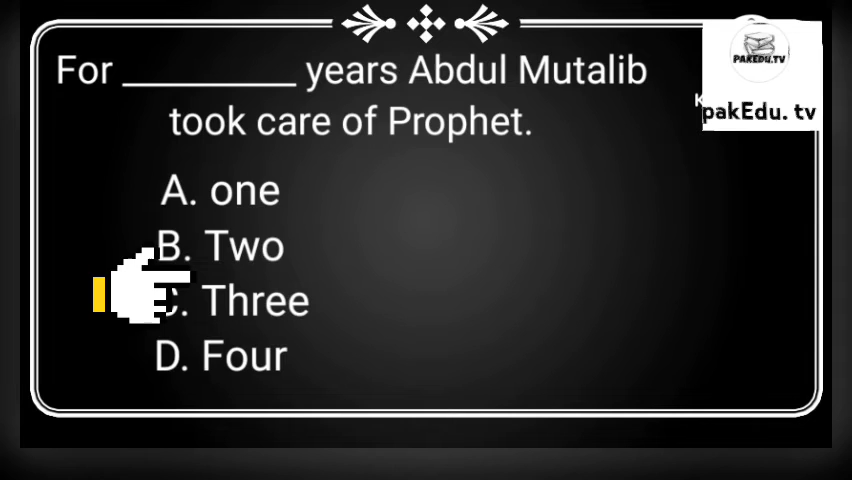 For _________ years Abdul Mutalib
took care of Prophet.
PAKEDU.TV
pakEdu. tv
A. one
B. Two
C. Three
D. Four